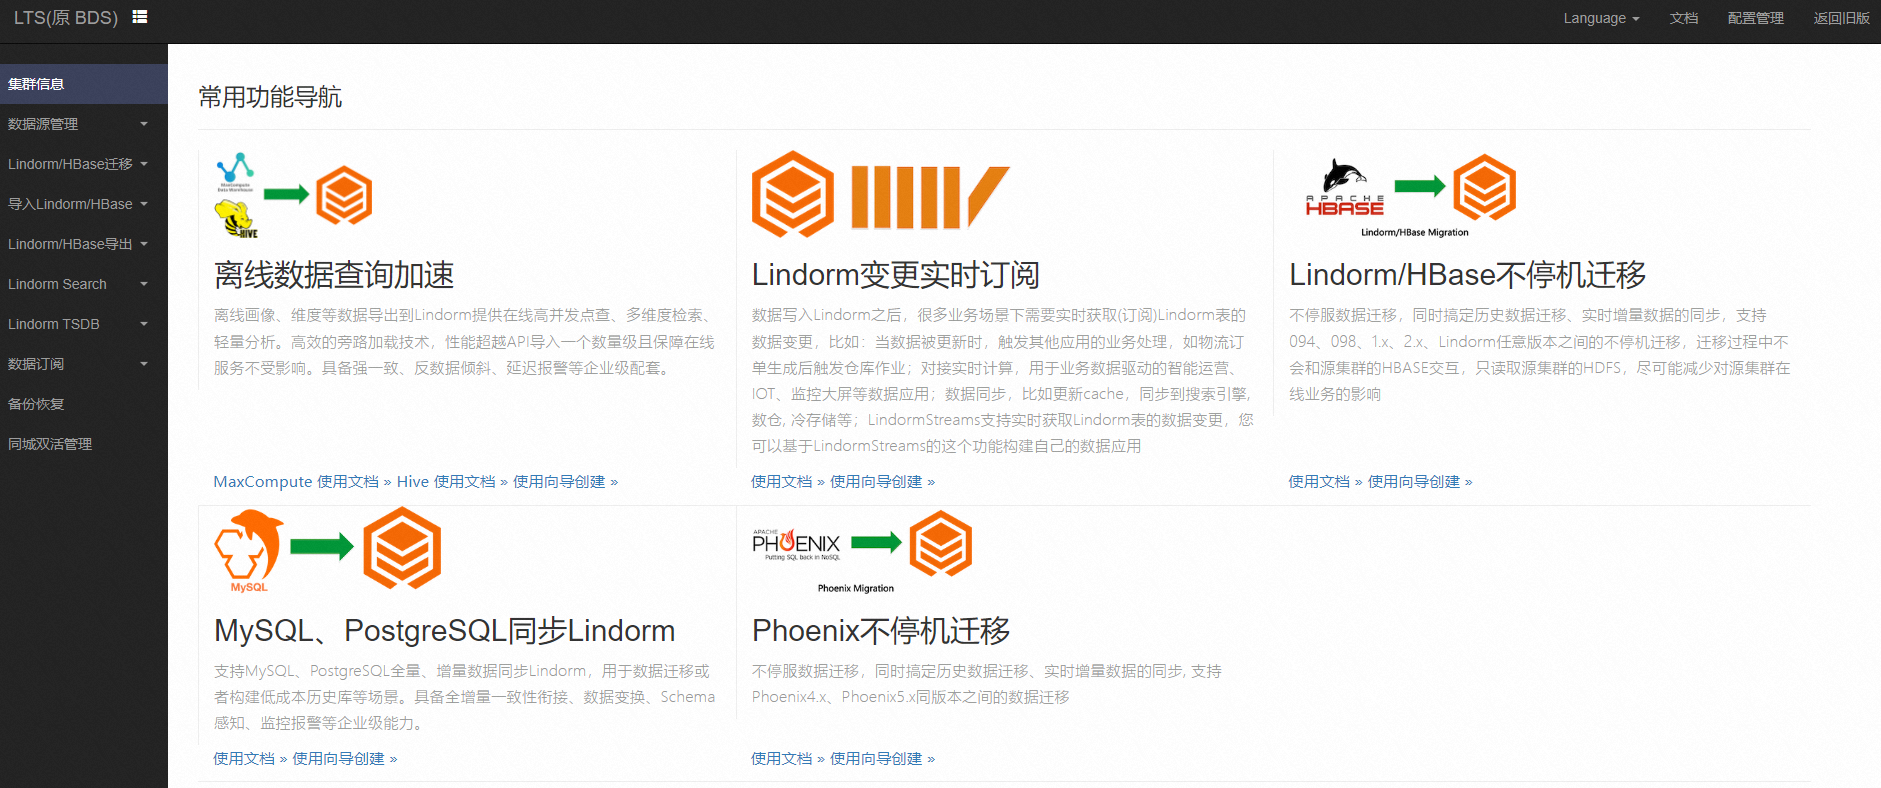 LTS(原 BDS)
Language
文档
配置管理
返回旧版
集群信息
数据源管理
Lindorm/HBase迁移
导入Lindorm/HBase
Lindorm/HBase导出
Lindorm Search
Lindorm TSDB
数据订阅
备份恢复
同城双活管理
常用功能导航
MaxCompute
Data Warehouse
HIVE
离线数据查询加速
离线画像、维度等数据导出到Lindorm提供在线高并发点查、多维度检索、
轻量分析。高效的旁路加载技术，性能超越API导入一个数量级且保障在线
服务不受影响。具备强一致、反数据倾斜、延迟报警等企业级配套。
MaxCompute 使用文档 » Hive 使用文档 » 使用向导创建 »
Lindorm变更实时订阅
数据写入Lindorm之后，很多业务场景下需要实时获取(订阅)Lindorm表的
数据变更，比如：当数据被更新时，触发其他应用的业务处理，如物流订
单生成后触发仓库作业；对接实时计算，用于业务数据驱动的智能运营、
IOT、监控大屏等数据应用；数据同步，比如更新cache，同步到搜索引擎,
数仓, 冷存储等；LindormStreams支持实时获取Lindorm表的数据变更，您
可以基于LindormStreams的这个功能构建自己的数据应用
使用文档 » 使用向导创建 »
APACHE
HBASE
Lindorm/HBase Migration
Lindorm/HBase不停机迁移
不停服数据迁移，同时搞定历史数据迁移、实时增量数据的同步，支持
094、098、1.x、2.x、Lindorm任意版本之间的不停机迁移，迁移过程中不
会和源集群的HBASE交互，只读取源集群的HDFS，尽可能减少对源集群在
线业务的影响
使用文档 » 使用向导创建 »
MySQL
MySQL、PostgreSQL同步Lindorm
支持MySQL、PostgreSQL全量、增量数据同步Lindorm，用于数据迁移或
者构建低成本历史库等场景。具备全增量一致性衔接、数据变换、Schema
感知、监控报警等企业级能力。
使用文档 » 使用向导创建 »
APACHE
PHOENIX
Putting SQL back in NoSQL
Phoenix Migration
Phoenix不停机迁移
不停服数据迁移，同时搞定历史数据迁移、实时增量数据的同步, 支持
Phoenix4.x、Phoenix5.x同版本之间的数据迁移
使用文档 » 使用向导创建 »